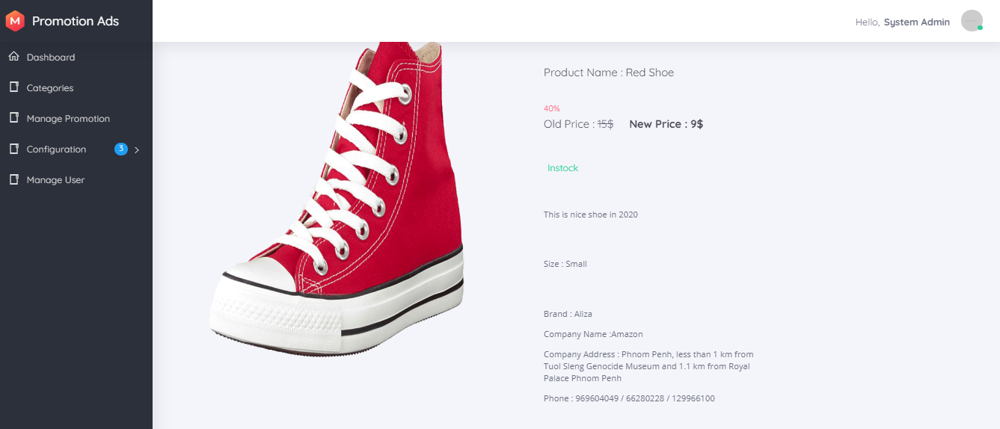 M
Promotion Ads
Hello, System Admin
Dashboard
Categories
Manage Promotion
Configuration 3
Manage User
Product Name : Red Shoe
40%
Old Price : 15$ New Price : 9$
Instock
This is nice shoe in 2020
Size : Small
Brand : Aliza
Company Name :Amazon
Company Address : Phnom Penh, less than 1 km from
Tuol Sleng Genocide Museum and 1.1 km from Royal
Palace Phnom Penh
Phone : 969604049 / 66280228 / 129966100